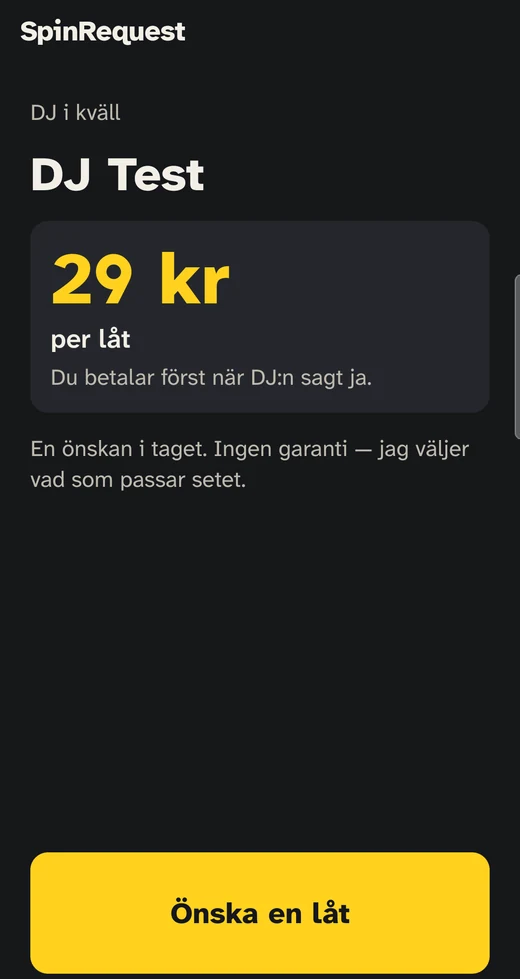 SpinRequest
DJ i kväll
DJ Test
29 kr
per låt
Du betalar först när DJ:n sagt ja.
En önskan i taget. Ingen garanti — jag väljer
vad som passar setet.
Önska en låt